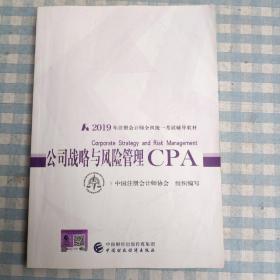 2019年注册会计师全国统一考试辅导教材
Corporate Strategy and Risk Management
公司战略与风险管理 CPA
中国注册会计师协会 组织编写
中国财经出版传媒集团
中国财政经济出版社